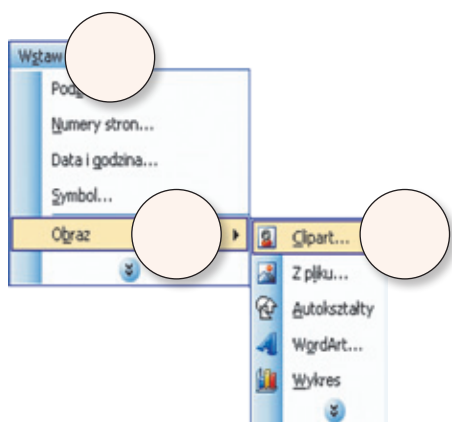 Wstaw
Numery stron...
Data i godzina...
Symbol...
Obraz
Clipart...
Z pliku...
Autokształty
WordArt...
Wykres